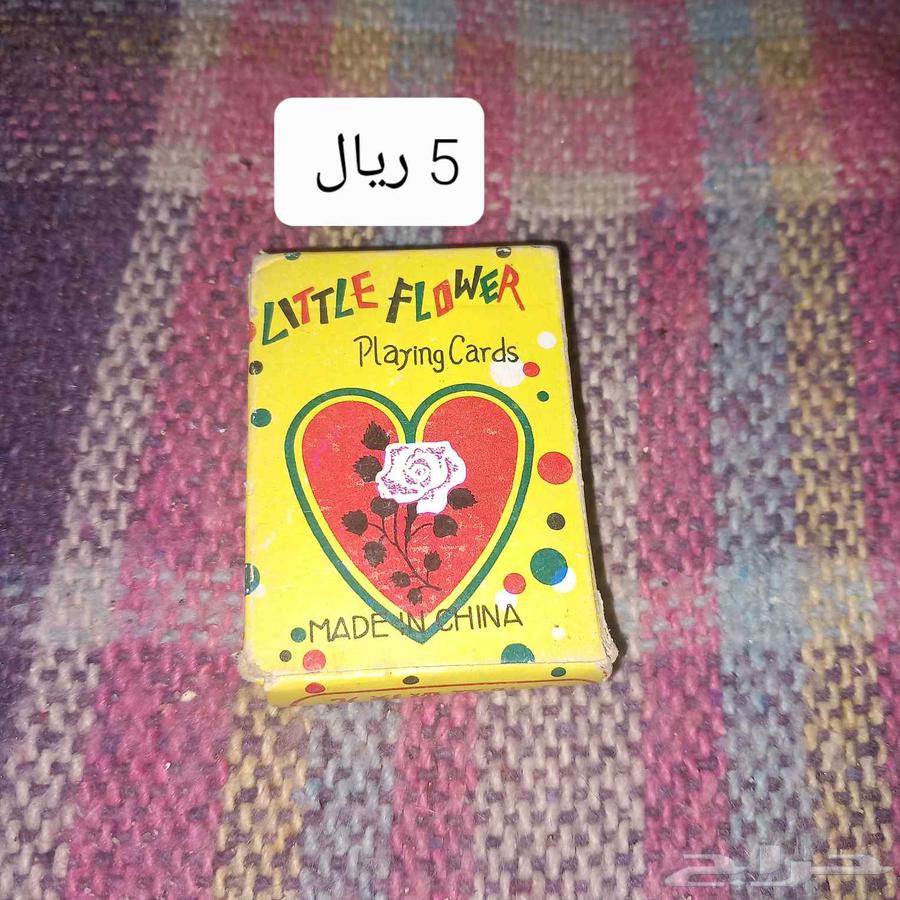 5 ريال
LITTLE FLOWER
Playing Cards
MADE IN CHINA
حراج